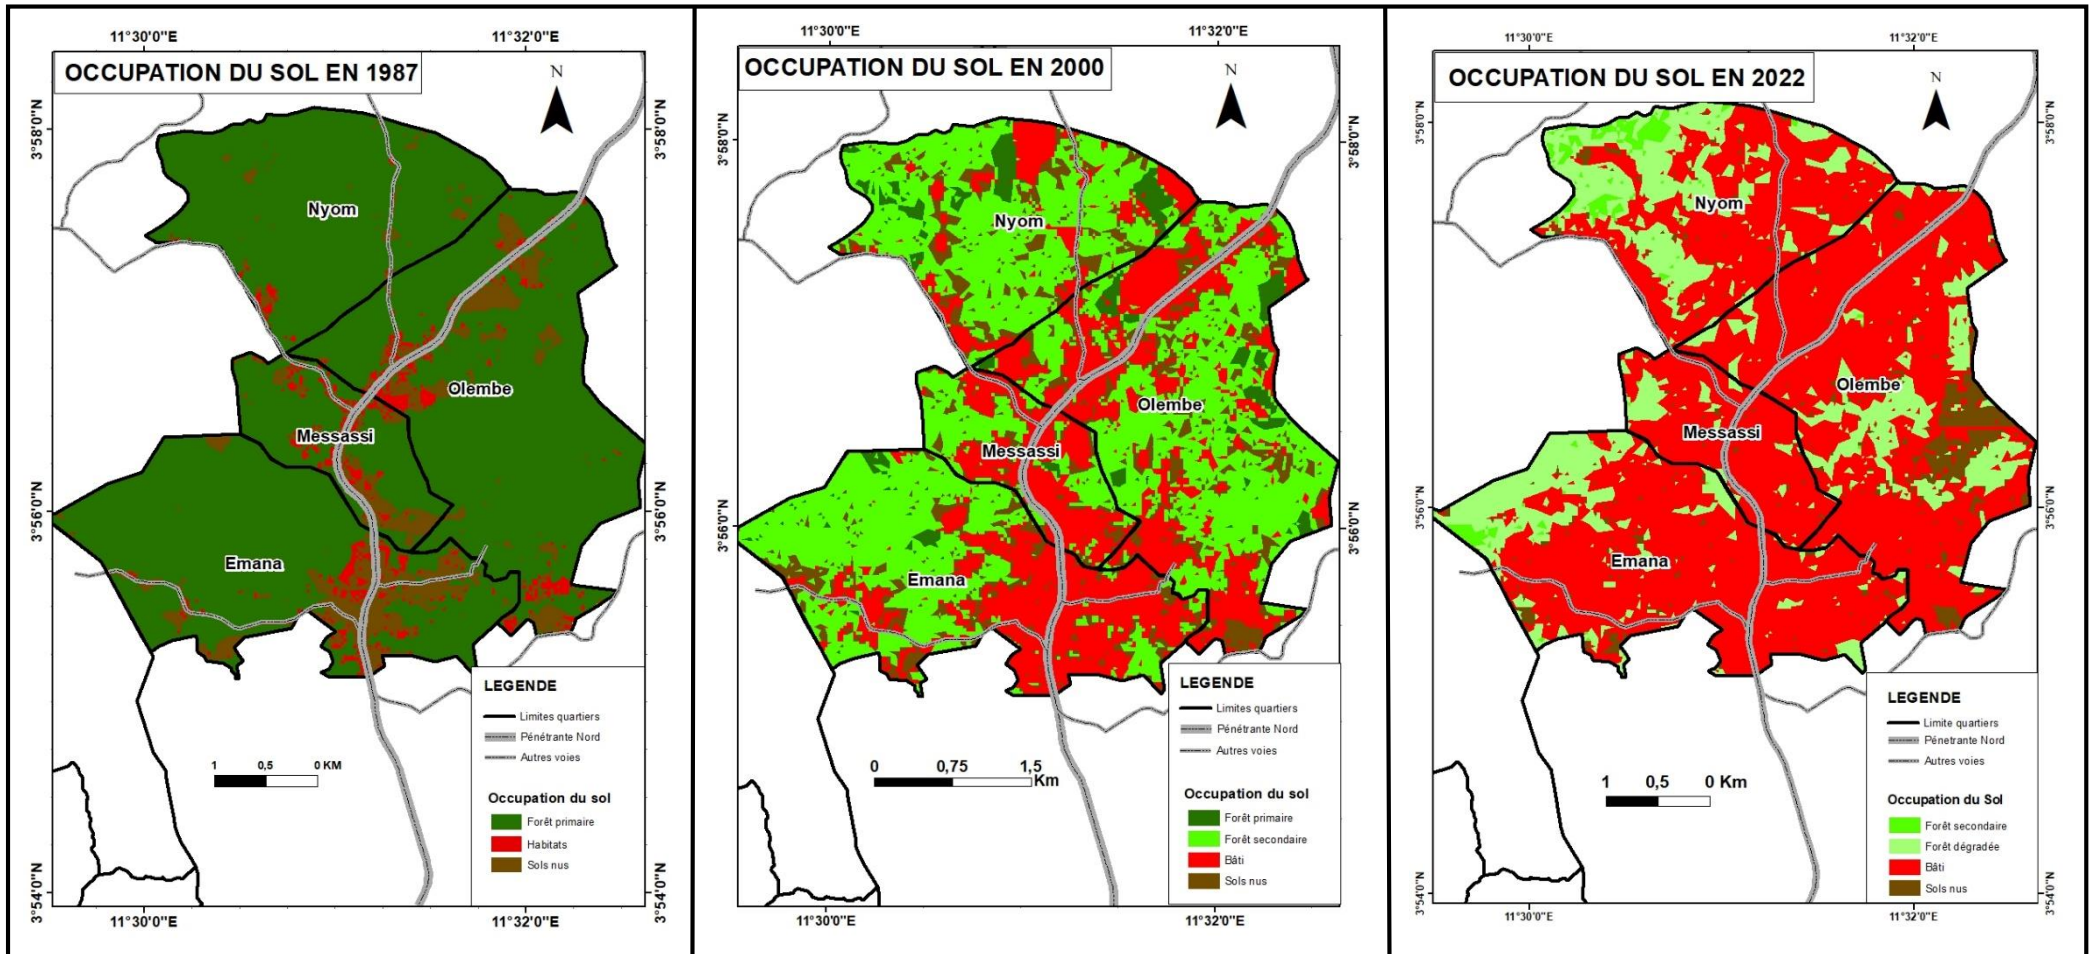 11°30'0"E 11°32'0"E
OCCUPATION DU SOL EN 1987
N
3°58'0"N 3°58'0"N
Nyom
Olembe
Messassi
3°56'0"N 3°56'0"N
Emana
LEGENDE
Limites quartiers
Pénétrante Nord
Autres voies
1 0,5 0 KM
Occupation du sol
Forêt primaire
Habitats
Sols nus
3°54'0"N 3°54'0"N
11°30'0"E 11°32'0"E
11°30'0"E 11°32'0"E
OCCUPATION DU SOL EN 2000
N
3°58'0"N 3°58'0"N
Nyom
Olembe
Messassi
3°56'0"N 3°56'0"N
Emana
LEGENDE
Limites quartiers
Pénétrante Nord
Autres voies
0 0,75 1,5 Km
Occupation du sol
Forêt primaire
Forêt secondaire
Bâti
Sols nus
11°30'0"E 11°32'0"E
11°30'0"E 11°32'0"E
OCCUPATION DU SOL EN 2022
N
3°58'0"N 3°58'0"N
Nyom
Olembe
Messassi
3°56'0"N 3°56'0"N
Emana
LEGENDE
Limite quartiers
Pénetrante Nord
Autres voies
1 0,5 0 Km
Occupation du Sol
Forêt secondaire
Forêt dégradée
Bâti
Sols nus
3°54'0"N 3°54'0"N
11°30'0"E 11°32'0"E